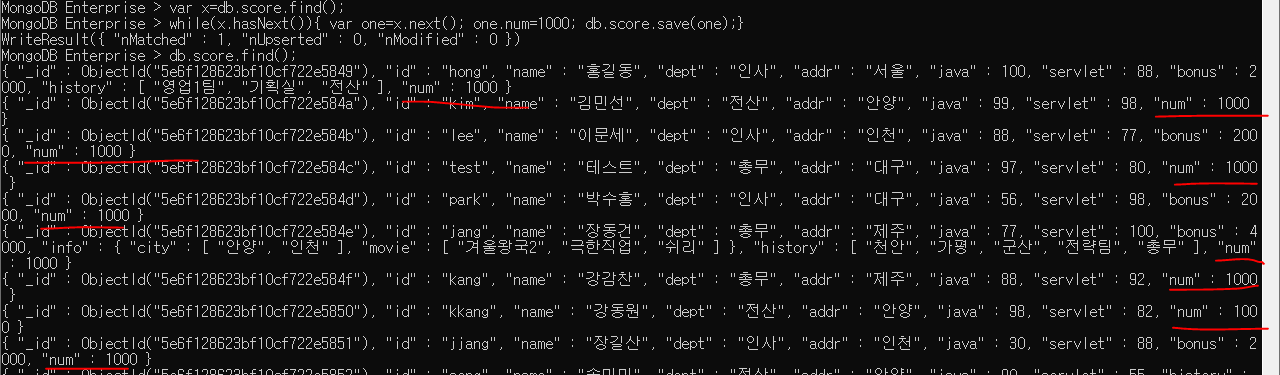 MongoDB Enterprise > var x=db.score.find();
MongoDB Enterprise > while(x.hasNext()){ var one=x.next(); one.num=1000; db.score.save(one);}
WriteResult({ "nMatched" : 1, "nUpserted" : 0, "nModified" : 0 })
MongoDB Enterprise > db.score.find();
{ "_id" : ObjectId("5e6f128623bf10cf722e5849"), "id" : "hong", "name" : "홍길동", "dept" : "인사", "addr" : "서울", "java" : 100, "servlet" : 88, "bonus" : 2
000, "history" : [ "영업1팀", "기획실", "전산" ], "num" : 1000 }
{ "_id" : ObjectId("5e6f128623bf10cf722e584a"), "id" : "kim", "name" : "김민선", "dept" : "전산", "addr" : "안양", "java" : 99, "servlet" : 98, "num" : 1000
}
{ "_id" : ObjectId("5e6f128623bf10cf722e584b"), "id" : "lee", "name" : "이문세", "dept" : "인사", "addr" : "인천", "java" : 88, "servlet" : 77, "bonus" : 200
0, "num" : 1000 }
{ "_id" : ObjectId("5e6f128623bf10cf722e584c"), "id" : "test", "name" : "테스트", "dept" : "총무", "addr" : "대구", "java" : 97, "servlet" : 80, "num" : 1000
}
{ "_id" : ObjectId("5e6f128623bf10cf722e584d"), "id" : "park", "name" : "박수홍", "dept" : "인사", "addr" : "대구", "java" : 56, "servlet" : 98, "bonus" : 20
00, "num" : 1000 }
{ "_id" : ObjectId("5e6f128623bf10cf722e584e"), "id" : "jang", "name" : "장동건", "dept" : "총무", "addr" : "제주", "java" : 77, "servlet" : 100, "bonus" : 4
000, "info" : { "city" : [ "안양", "인천" ], "movie" : [ "겨울왕국2", "극한직업", "쉬리" ] }, "history" : [ "천안", "가평", "군산", "전략팀", "총무" ], "num"
: 1000 }
{ "_id" : ObjectId("5e6f128623bf10cf722e584f"), "id" : "kang", "name" : "강감찬", "dept" : "총무", "addr" : "제주", "java" : 88, "servlet" : 92, "num" : 1000
}
{ "_id" : ObjectId("5e6f128623bf10cf722e5850"), "id" : "kkang", "name" : "강동원", "dept" : "전산", "addr" : "안양", "java" : 98, "servlet" : 82, "num" : 100
0 }
{ "_id" : ObjectId("5e6f128623bf10cf722e5851"), "id" : "jjang", "name" : "장길산", "dept" : "인사", "addr" : "인천", "java" : 30, "servlet" : 88, "bonus" : 2
000, "num" : 1000 }